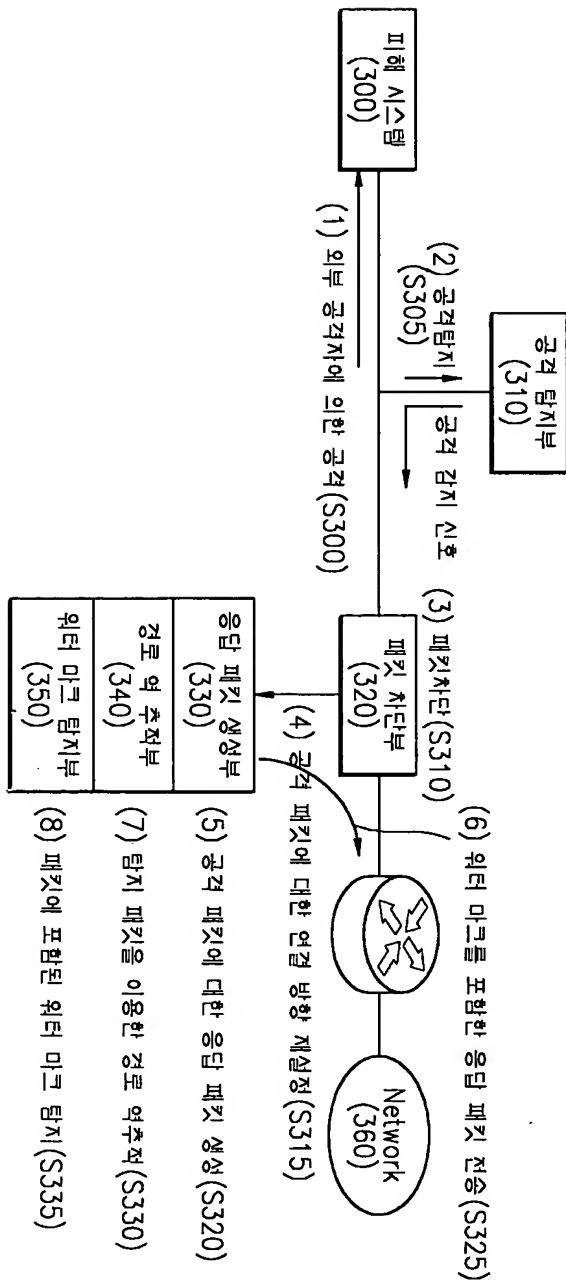 피해 시스템
(300)
(1) 외부 공격자에 의한 공격(S300)
(2) 공격탐지
(S305)
공격 탐지부
(310)
공격 감지 신호
(3) 패킷차단(S310)
패킷 차단부
(320)
(4) 공격 패킷에 대한 연결 방향 재설정(S315)
응답 패킷 생성부
(330)
경로 역 추적부
(340)
워터 마크 탐지부
(350)
(5) 공격 패킷에 대한 응답 패킷 생성(S320)
(6) 워터 마크를 포함한 응답 패킷 전송(S325)
(7) 탐지 패킷을 이용한 경로 역추적(S330)
(8) 패킷에 포함된 워터 마크 탐지(S335)
Network
(360)